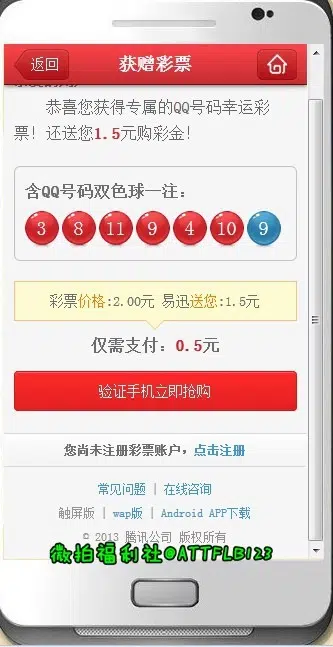 返回
获赠彩票
恭喜您获得专属的QQ号码幸运彩
票！还送您1.5元购彩金！
含QQ号码双色球一注：
3 8 11 9 4 10 9
彩票价格:2.00元 易迅送您:1.5元
仅需支付：0.5元
验证手机立即抢购
您尚未注册彩票账户，点击注册
常见问题 | 在线咨询
触屏版 | wap版 | Android APP下载
© 2013 腾讯公司 版权所有
微拍福利社@ATTFLB123